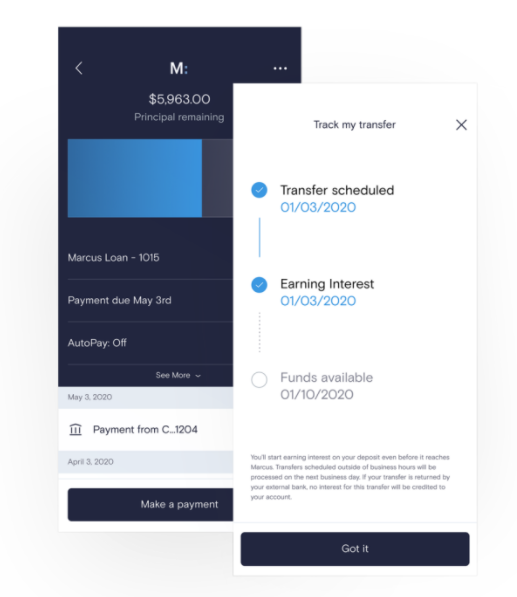 M:
$5,963.00
Principal remaining
Marcus Loan - 1015
Payment due May 3rd
AutoPay: Off
See More
May 3, 2020
Payment from C...1204
April 3, 2020
Make a payment
Track my transfer
Transfer scheduled
01/03/2020
Earning Interest
01/03/2020
Funds available
01/10/2020
You'll start earning interest on your deposit even before it reaches
Marcus. Transfers scheduled outside of business hours will be
processed on the next business day. If your transfer is returned by
your external bank, no interest for this transfer will be credited to
your account.
Got it